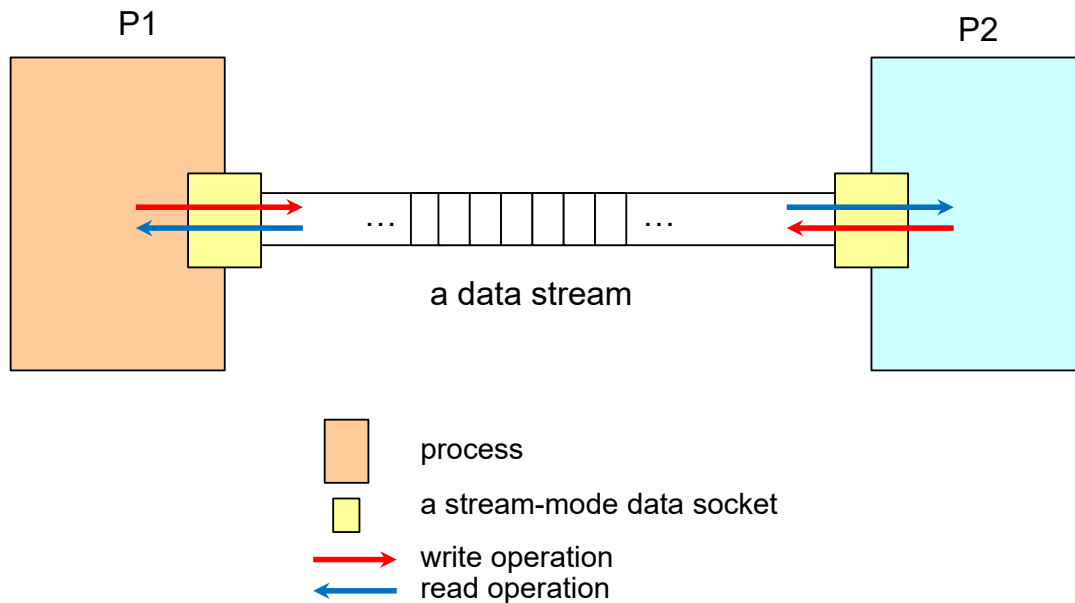 P1
P2
... ...
a data stream
process
a stream-mode data socket
write operation
read operation